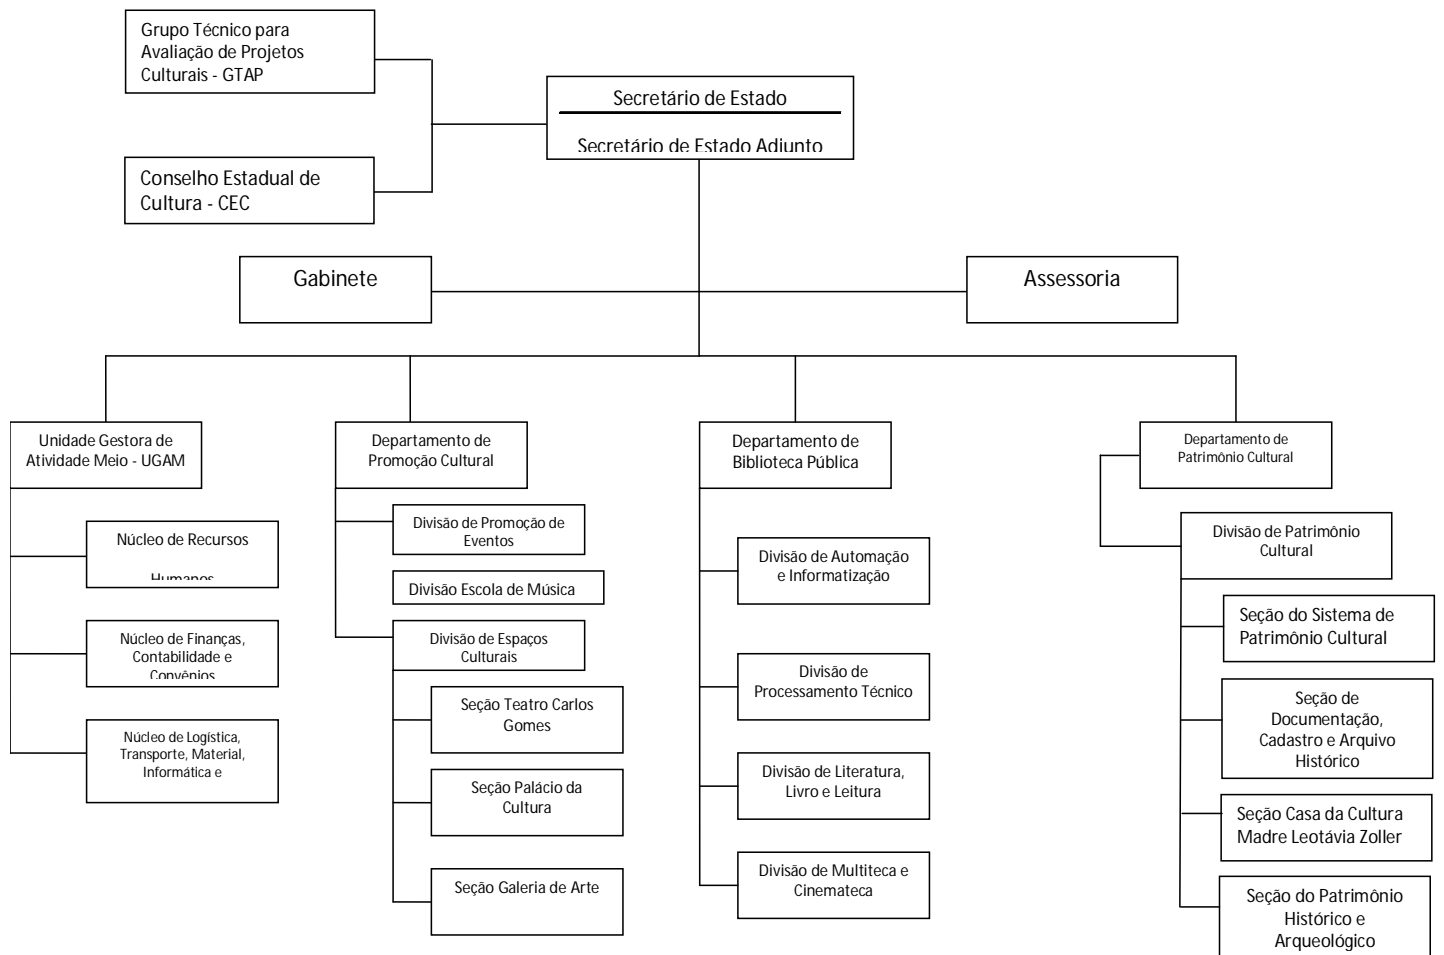 Grupo Técnico para
Avaliação de Projetos
Culturais - GTAP
Secretário de Estado
Secretário de Estado Adjunto
Conselho Estadual de
Cultura - CEC
Gabinete
Assessoria
Unidade Gestora de
Atividade Meio - UGAM
Núcleo de Recursos
Humanos
Núcleo de Finanças,
Contabilidade e
Convênios
Núcleo de Logística,
Transporte, Material,
Informática e
Departamento de
Promoção Cultural
Divisão de Promoção de
Eventos
Divisão Escola de Música
Divisão de Espaços
Culturais
Seção Teatro Carlos
Gomes
Seção Palácio da
Cultura
Seção Galeria de Arte
Departamento de
Biblioteca Pública
Divisão de Automação
e Informatização
Divisão de
Processamento Técnico
Divisão de Literatura,
Livro e Leitura
Divisão de Multiteca e
Cinemateca
Departamento de
Patrimônio Cultural
Divisão de Patrimônio
Cultural
Seção do Sistema de
Patrimônio Cultural
Seção de
Documentação,
Cadastro e Arquivo
Histórico
Seção Casa da Cultura
Madre Leotávia Zoller
Seção do Patrimônio
Histórico e
Arqueológico